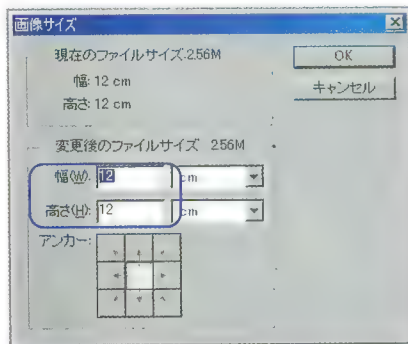 画像サイズ
現在のファイルサイズ:2.56M
幅: 12 cm
高さ: 12 cm
変更後のファイルサイズ 2.56M
幅(W): 12 cm
高さ(H): 12 cm
アンカー:
OK
キャンセル